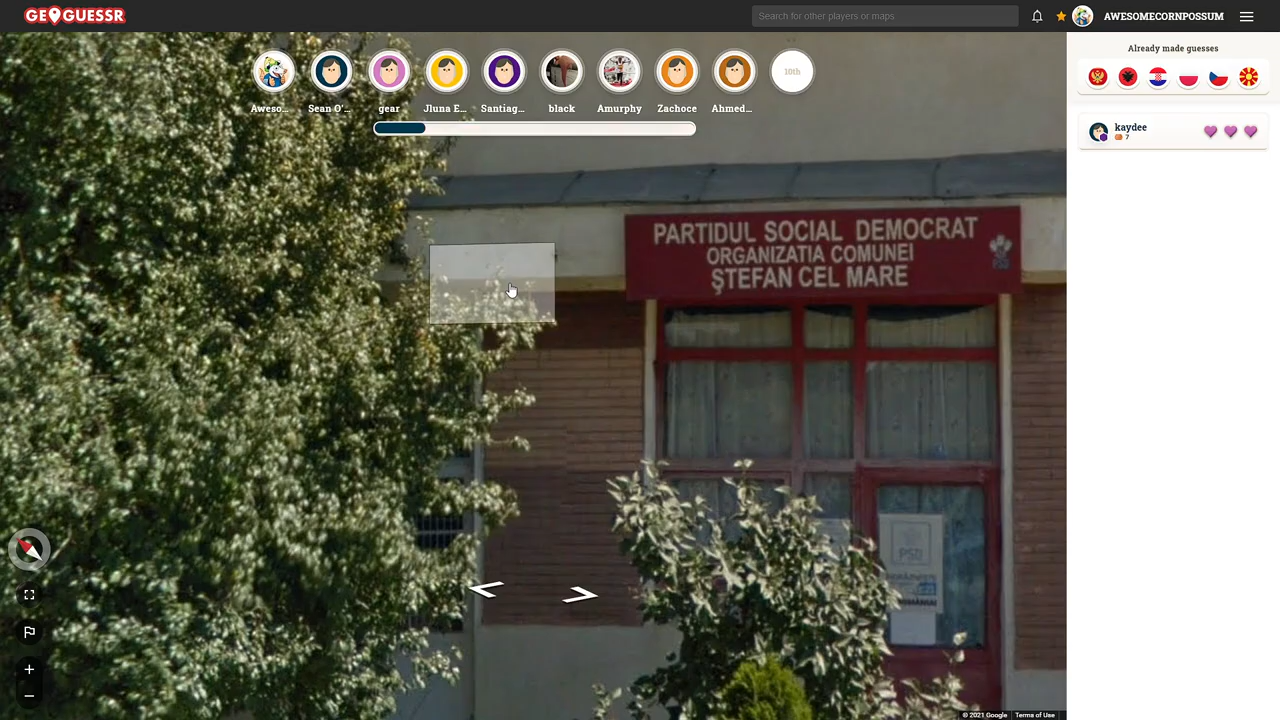 GEOGUESSR
Search for other players or maps
AWESOMECORNPOSSUM
Already made guesses
kaydee
7
Aweso...
Sean O'...
gear
Jluna E...
Santiag...
black
Amurphy
Zachoce
Ahmed...
10th
PARTIDUL SOCIAL DEMOCRAT
ORGANIZATIA COMUNEI
ŞTEFAN CEL MARE
PSD
© 2021 Google
Terms of Use